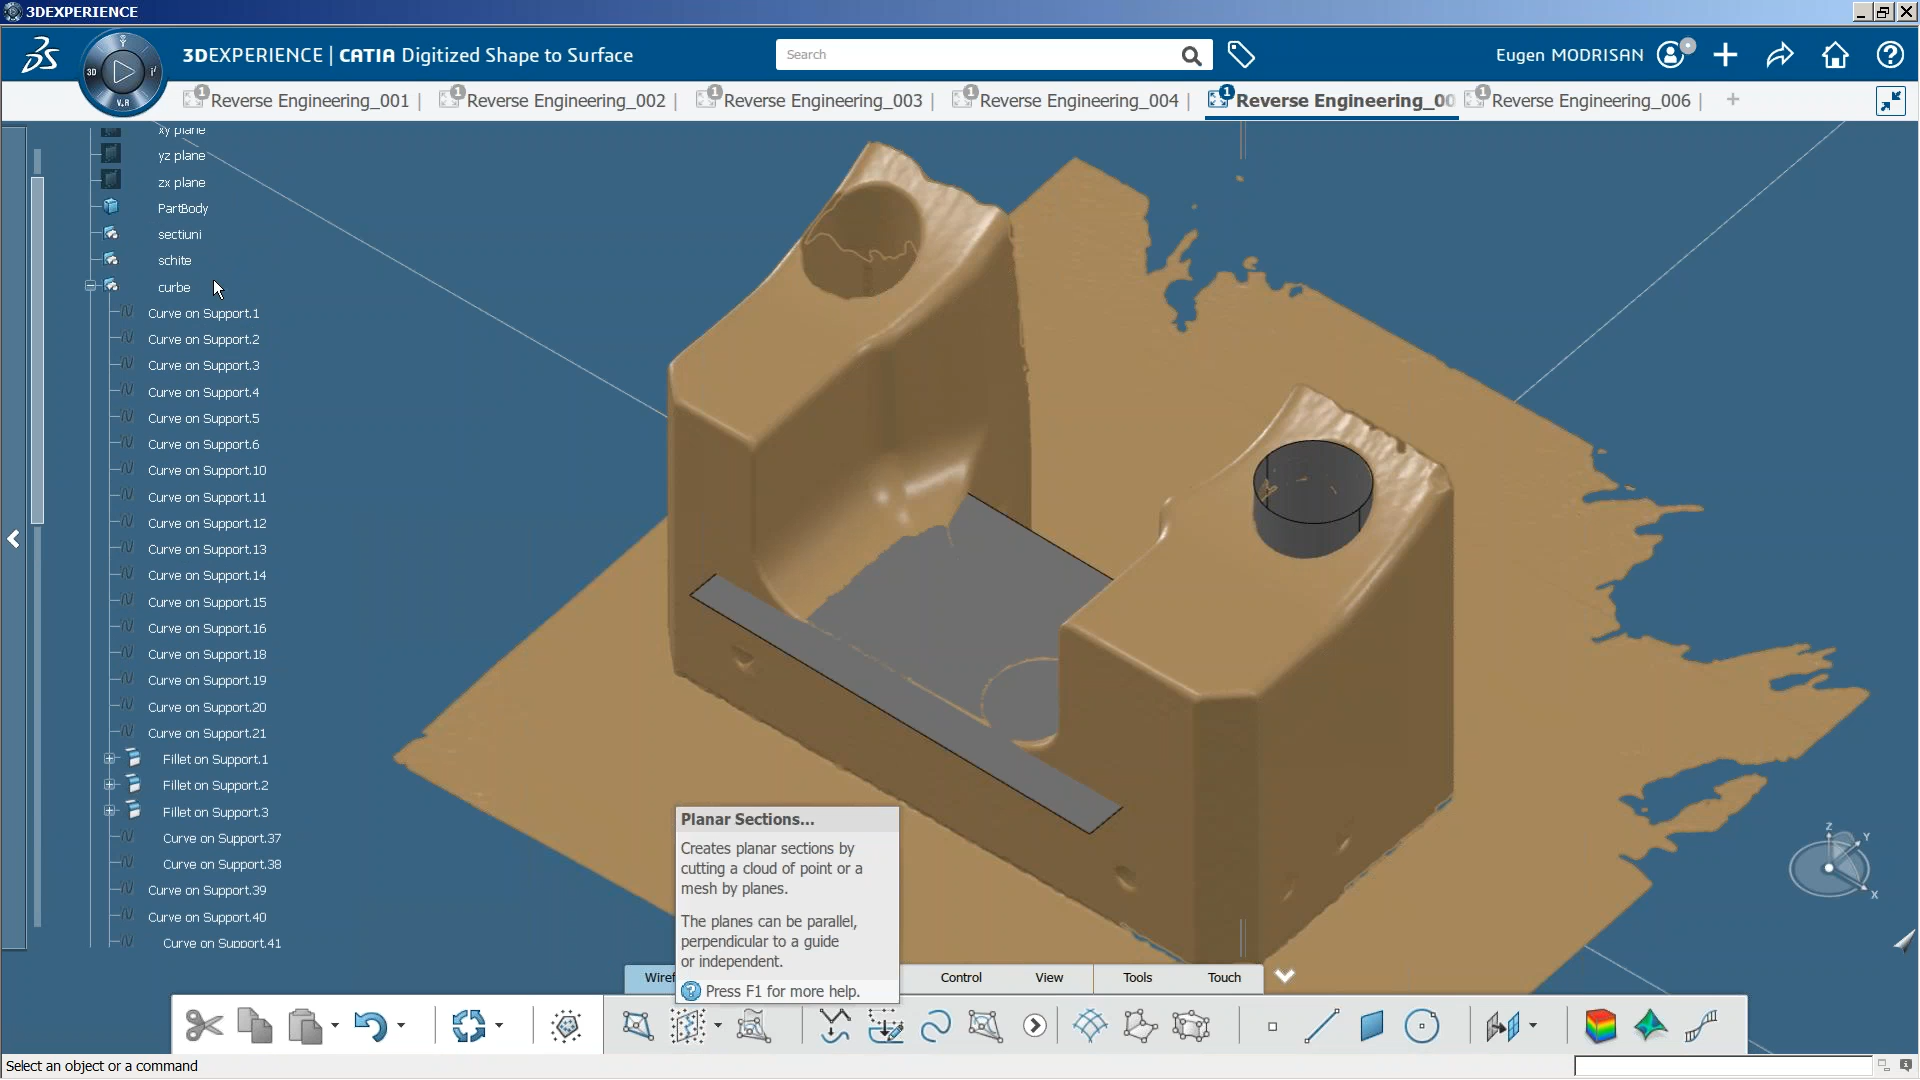 3DEXPERIENCE
3DEXPERIENCE | CATIA Digitized Shape to Surface
Search
Eugen MODRISAN
3D
V.R
Reverse Engineering_001
Reverse Engineering_002
Reverse Engineering_003
Reverse Engineering_004
Reverse Engineering_00
Reverse Engineering_006
xy plane
yz plane
zx plane
PartBody
sectiuni
schite
curbe
Curve on Support.1
Curve on Support.2
Curve on Support.3
Curve on Support.4
Curve on Support.5
Curve on Support.6
Curve on Support.10
Curve on Support.11
Curve on Support.12
Curve on Support.13
Curve on Support.14
Curve on Support.15
Curve on Support.16
Curve on Support.18
Curve on Support.19
Curve on Support.20
Curve on Support.21
Fillet on Support.1
Fillet on Support.2
Fillet on Support.3
Curve on Support.37
Curve on Support.38
Curve on Support.39
Curve on Support.40
Curve on Support.41
Planar Sections...
Creates planar sections by
cutting a cloud of point or a
mesh by planes.
The planes can be parallel,
perpendicular to a guide
or independent.
Press F1 for more help.
Z
Y
X
Wiref
Control
View
Tools
Touch
Select an object or a command